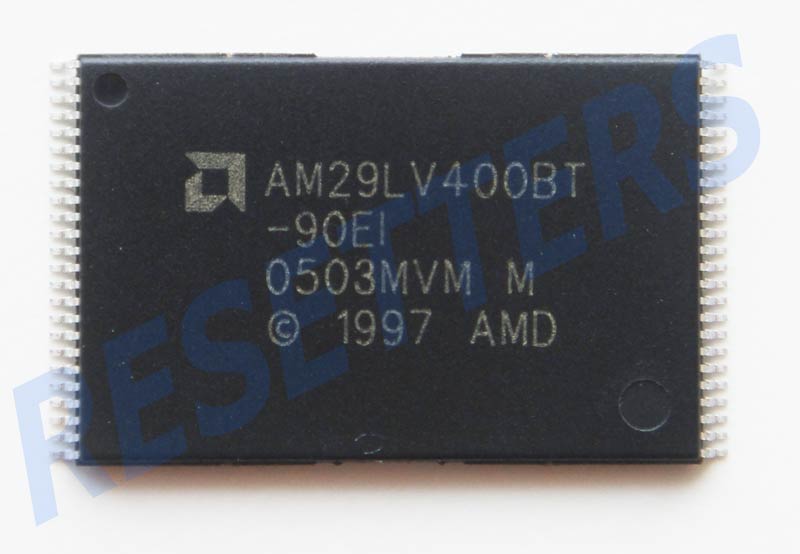 AM29LV400BT
-90EI
0503MVM M
© 1997 AMD
RESETTERS